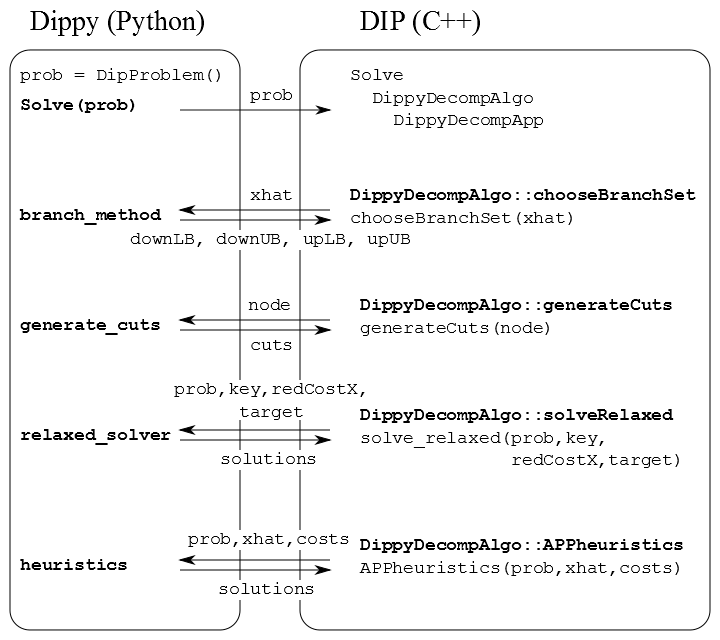 Dippy (Python)
DIP (C++)
prob = DipProblem()
Solve
Solve(prob)
prob
DippyDecompAlgo
DippyDecompApp
xhat
DippyDecompAlgo::chooseBranchSet
branch_method
chooseBranchSet(xhat)
downLB, downUB, upLB, upUB
node
DippyDecompAlgo::generateCuts
generate_cuts
generateCuts(node)
cuts
prob,key,redCostX,
target
DippyDecompAlgo::solveRelaxed
relaxed_solver
solve_relaxed(prob,key,
redCostX,target)
solutions
prob,xhat,costs
DippyDecompAlgo::APPheuristics
heuristics
APPheuristics(prob,xhat,costs)
solutions